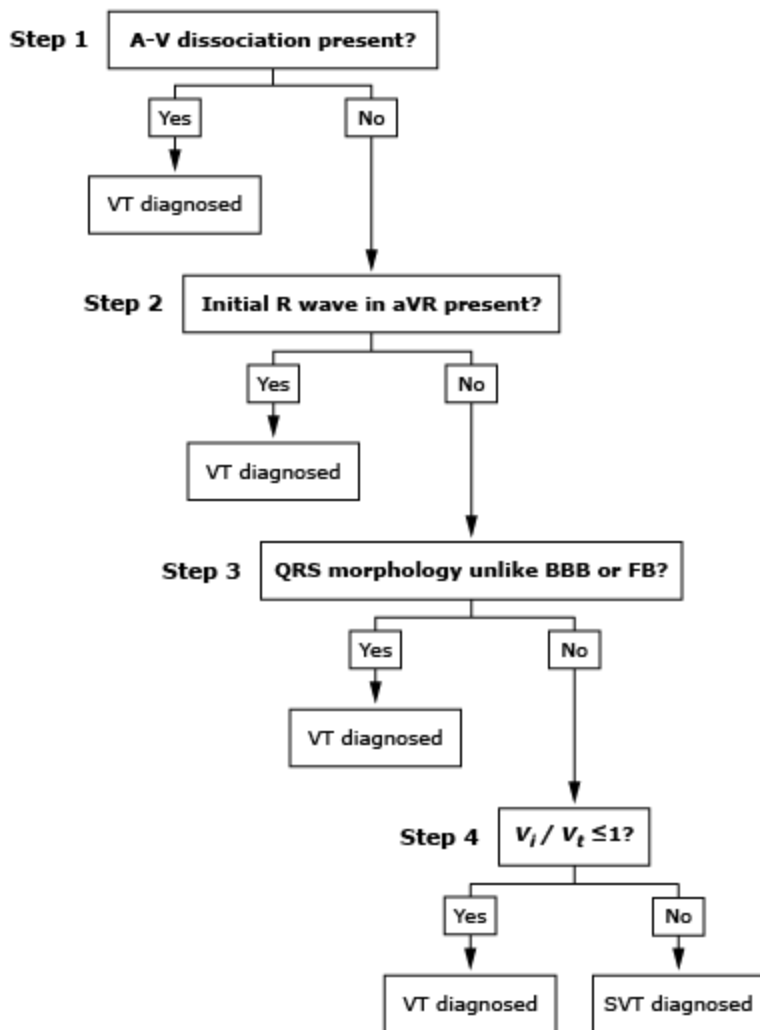 Step 1
A-V dissociation present?
Yes
No
VT diagnosed
Step 2
Initial R wave in aVR present?
Yes
No
VT diagnosed
Step 3
QRS morphology unlike BBB or FB?
Yes
No
VT diagnosed
Step 4
Vi / Vt ≤1?
Yes
No
VT diagnosed
SVT diagnosed